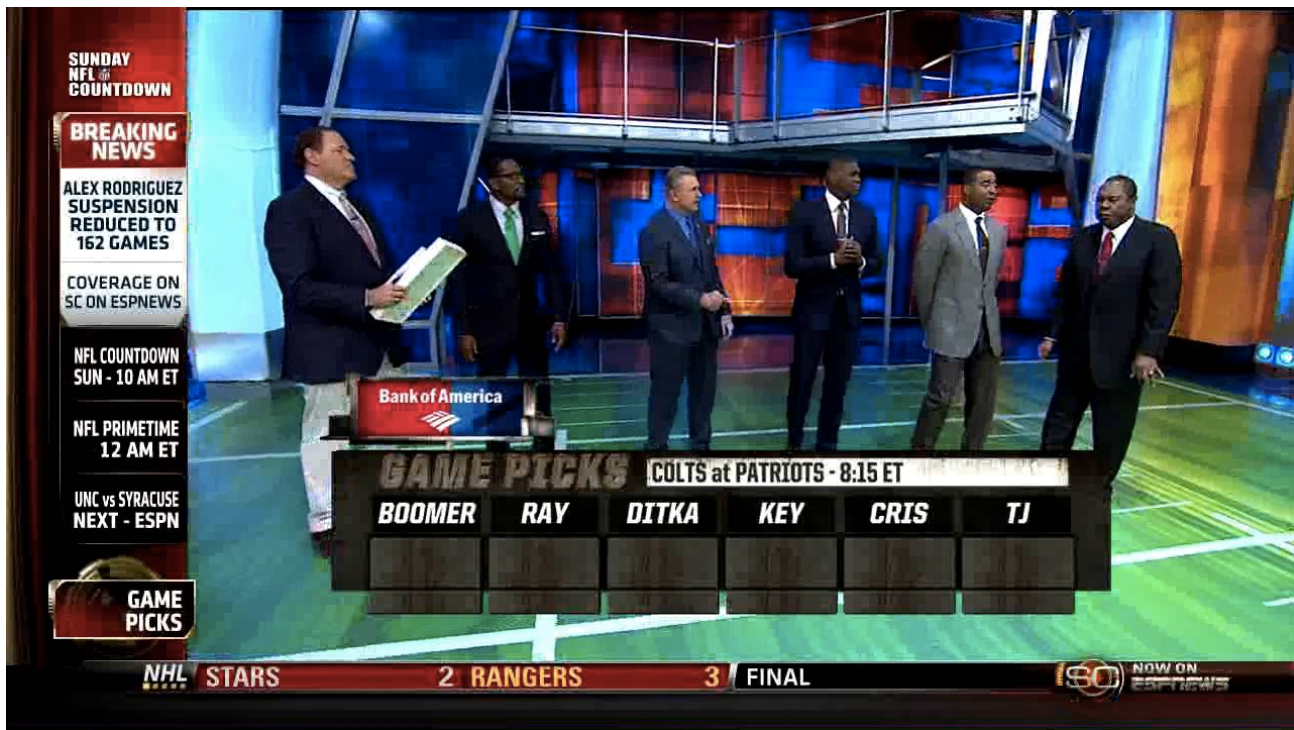 SUNDAY
NFL
COUNTDOWN
BREAKING
NEWS
ALEX RODRIGUEZ
SUSPENSION
REDUCED TO
162 GAMES
COVERAGE ON
SC ON ESPNEWS
NFL COUNTDOWN
SUN - 10 AM ET
NFL PRIMETIME
12 AM ET
UNC vs SYRACUSE
NEXT - ESPN
GAME
PICKS
Bank of America
GAME PICKS COLTS at PATRIOTS - 8:15 ET
BOOMER RAY DITKA KEY CRIS TJ
NHL STARS 2 RANGERS 3 FINAL
SC NOW ON
ESPNEWS